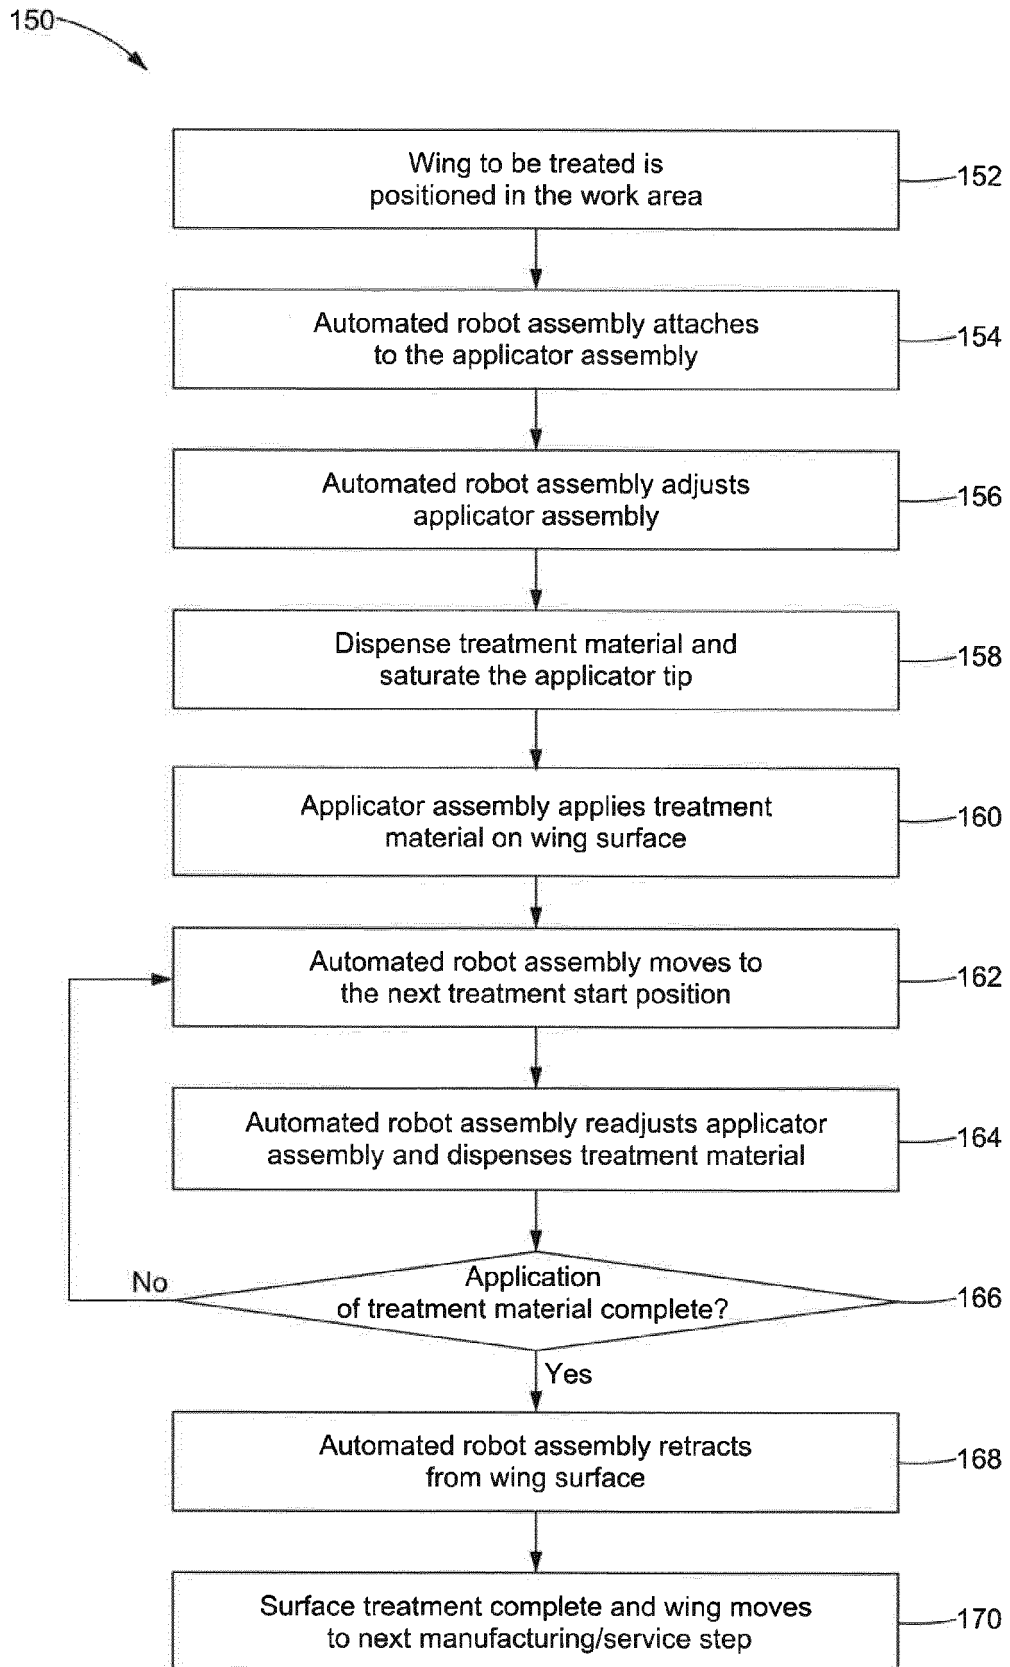 150
Wing to be treated is
positioned in the work area
152
Automated robot assembly attaches
to the applicator assembly
154
Automated robot assembly adjusts
applicator assembly
156
Dispense treatment material and
saturate the applicator tip
158
Applicator assembly applies treatment
material on wing surface
160
Automated robot assembly moves to
the next treatment start position
162
Automated robot assembly readjusts applicator
assembly and dispenses treatment material
164
No
Application
of treatment material complete?
166
Yes
Automated robot assembly retracts
from wing surface
168
Surface treatment complete and wing moves
to next manufacturing/service step
170